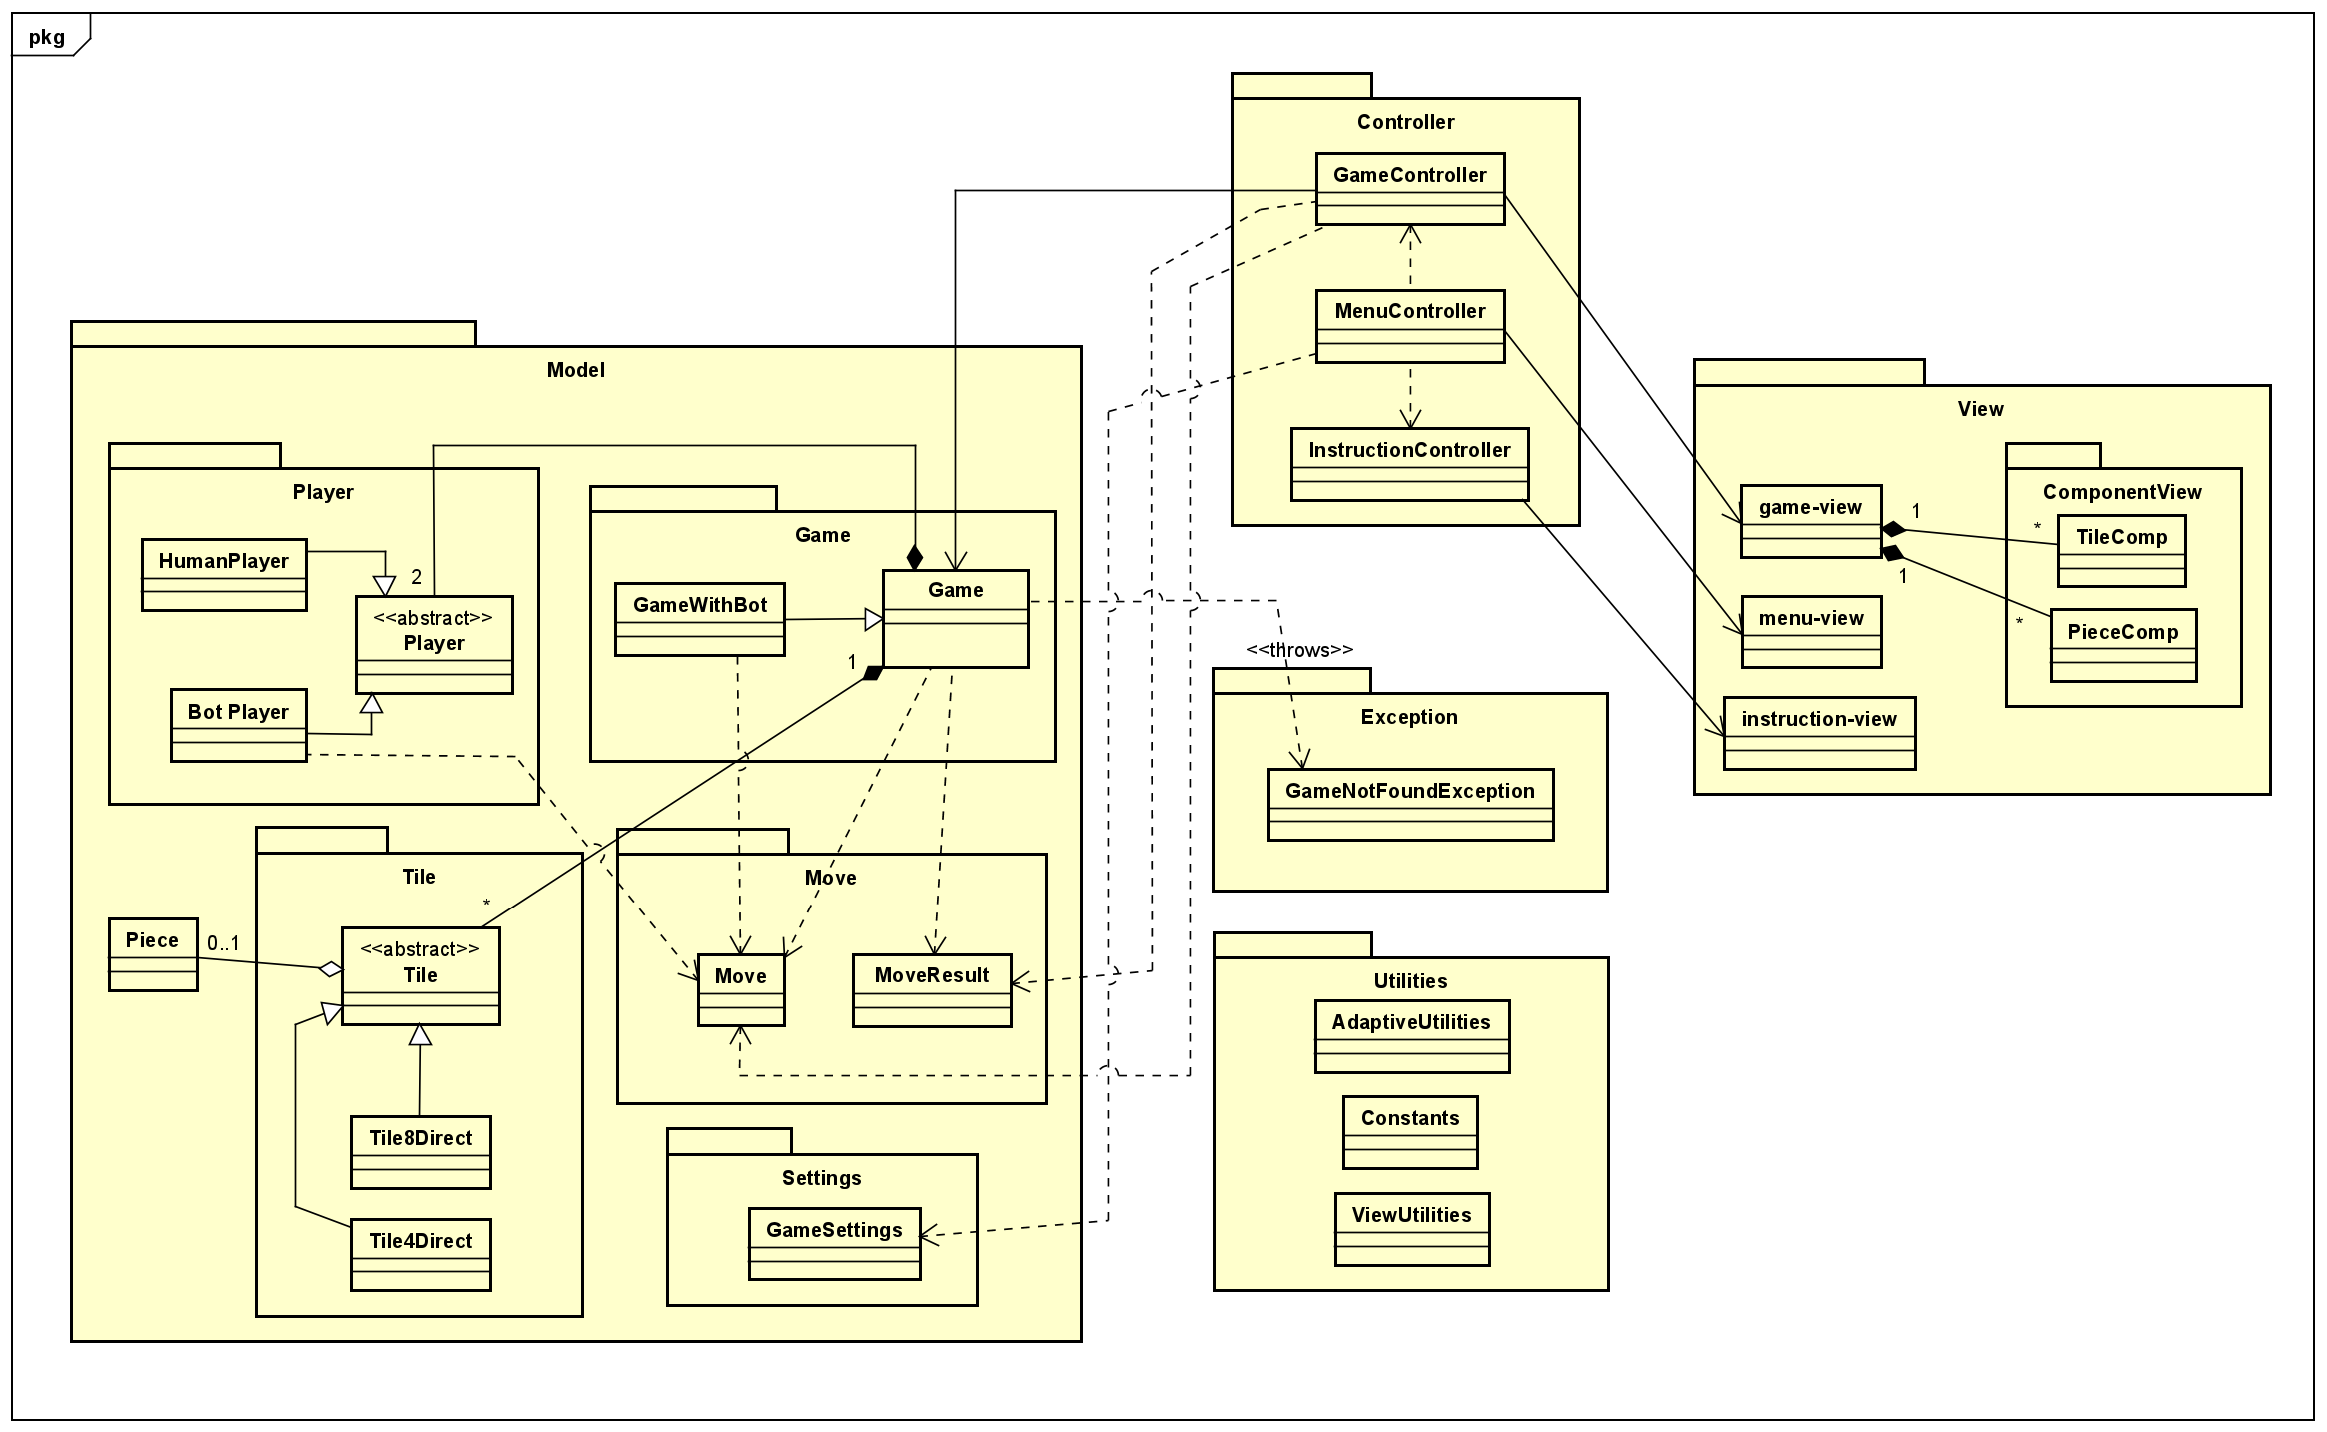 pkg
Controller
GameController
MenuController
InstructionController
Model
Player
HumanPlayer
2
<<abstract>>
Player
Bot Player
Game
GameWithBot
Game
1
<<throws>>
Exception
GameNotFoundException
View
game-view
1
*
1
*
menu-view
instruction-view
ComponentView
TileComp
PieceComp
Tile
*
Piece
0..1
<<abstract>>
Tile
Tile8Direct
Tile4Direct
Move
Move
MoveResult
Settings
GameSettings
Utilities
AdaptiveUtilities
Constants
ViewUtilities